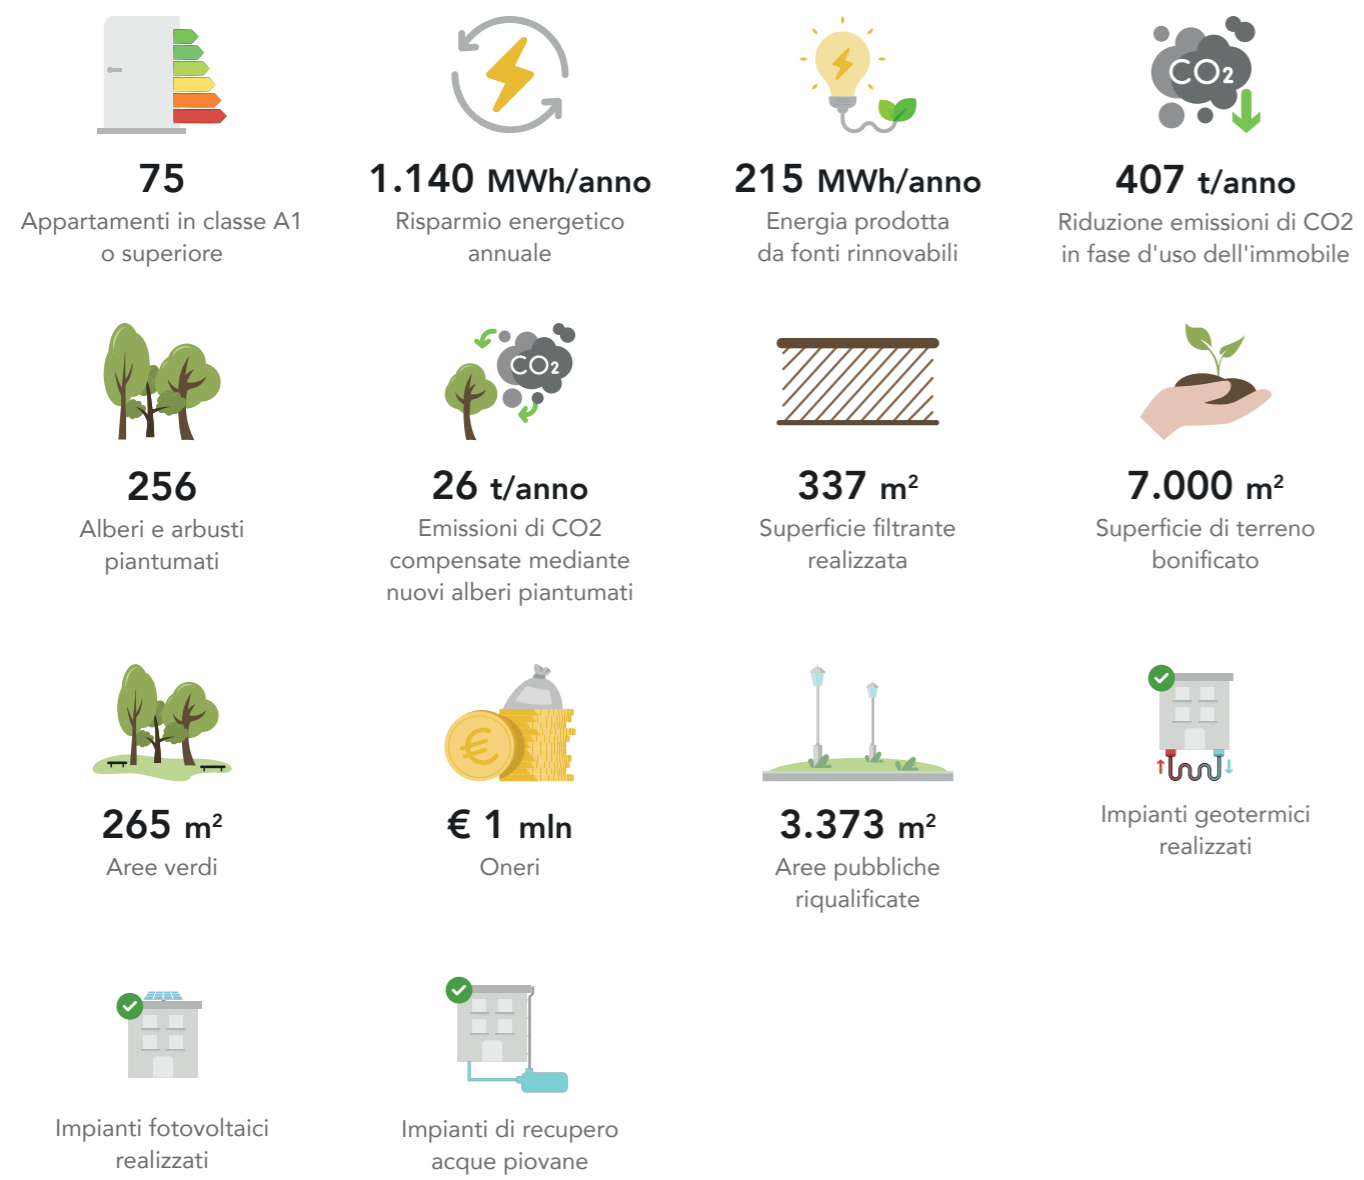 CO2
75
Appartamenti in classe A1
o superiore
1.140 MWh/anno
Risparmio energetico
annuale
215 MWh/anno
Energia prodotta
da fonti rinnovabili
407 t/anno
Riduzione emissioni di CO2
in fase d'uso dell'immobile
CO2
256
Alberi e arbusti
piantumati
26 t/anno
Emissioni di CO2
compensate mediante
nuovi alberi piantumati
337 m²
Superficie filtrante
realizzata
7.000 m²
Superficie di terreno
bonificato
€
265 m²
Aree verdi
€ 1 mln
Oneri
3.373 m²
Aree pubbliche
riqualificate
Impianti geotermici
realizzati
Impianti fotovoltaici
realizzati
Impianti di recupero
acque piovane